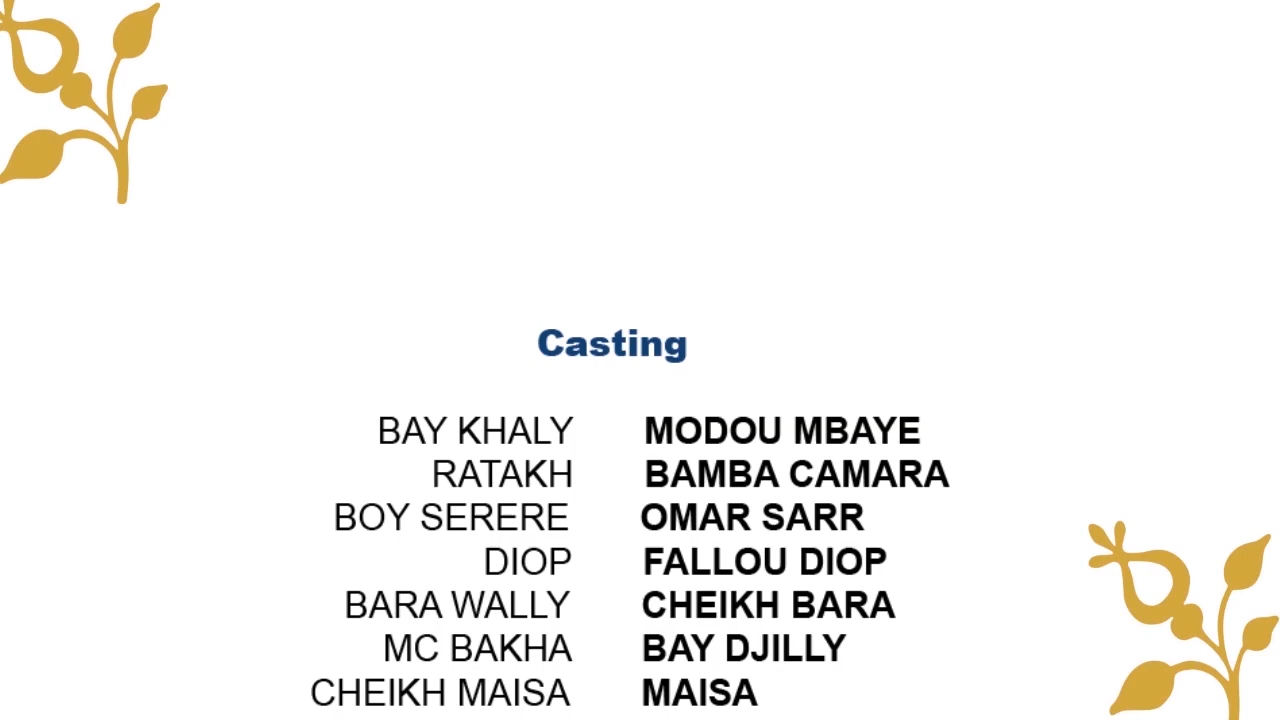 Casting
BAY KHALY MODOU MBAYE
RATAKH BAMBA CAMARA
BOY SERERE OMAR SARR
DIOP FALLOU DIOP
BARA WALLY CHEIKH BARA
MC BAKHA BAY DJILLY
CHEIKH MAISA MAISA